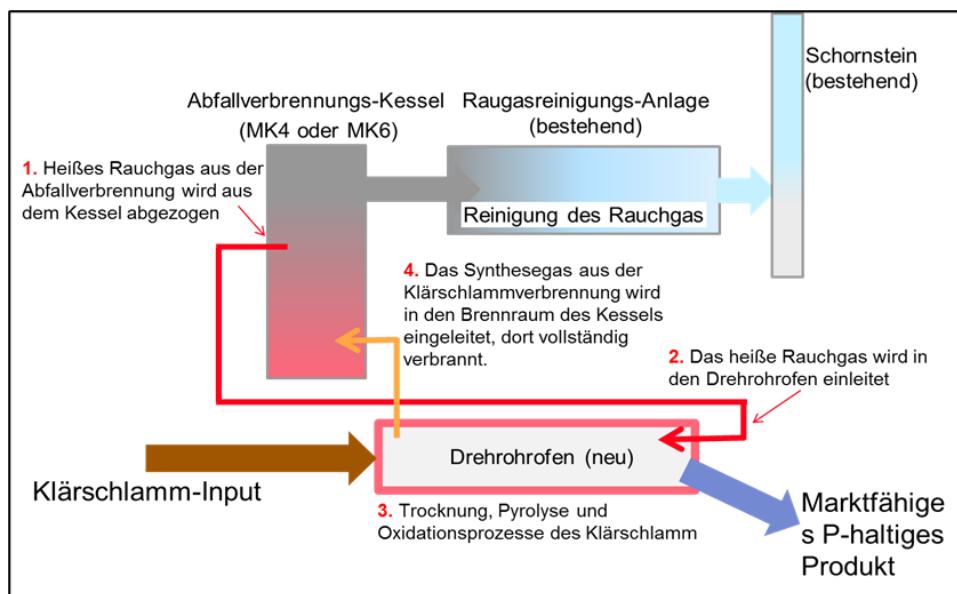 Schornstein
(bestehend)
Abfallverbrennungs-Kessel
(MK4 oder MK6)
Raugasreinigungs-Anlage
(bestehend)
1. Heißes Rauchgas aus der
Abfallverbrennung wird aus
dem Kessel abgezogen
Reinigung des Rauchgas
4. Das Synthesegas aus der
Klärschlammverbrennung wird
in den Brennraum des Kessels
eingeleitet, dort vollständig
verbrannt.
2. Das heiße Rauchgas wird in
den Drehrohrofen einleitet
Klärschlamm-Input
Drehrohrofen (neu)
3. Trocknung, Pyrolyse und
Oxidationsprozesse des Klärschlamm
Marktfähige
s P-haltiges
Produkt